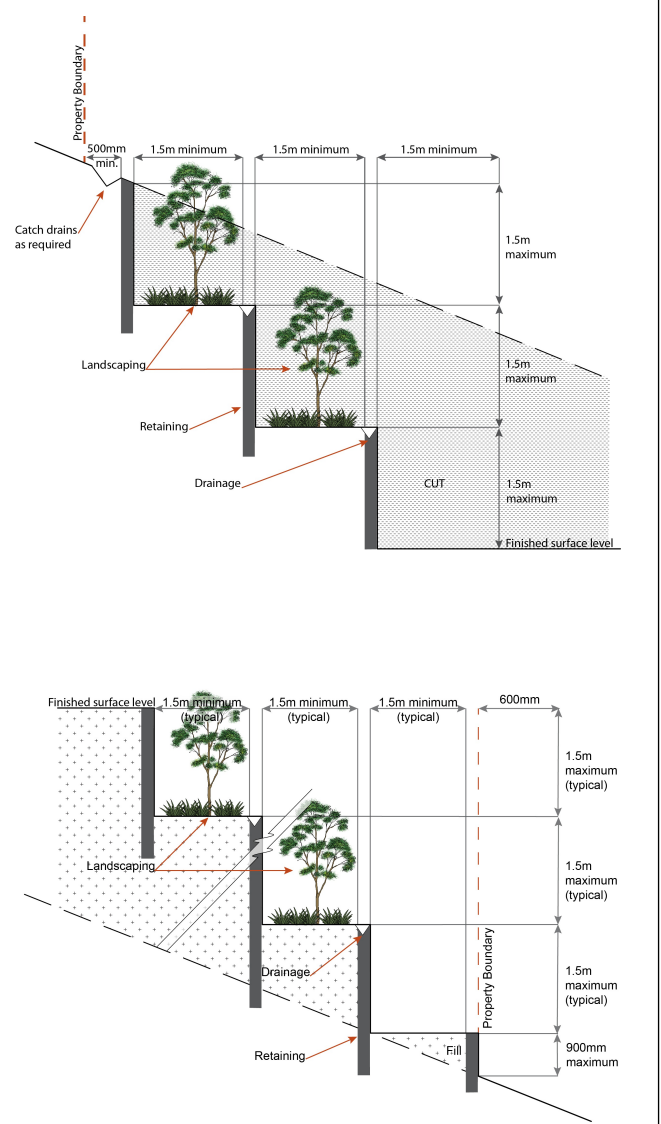 Property Boundary
500mm
min.
1.5m minimum
1.5m minimum
1.5m minimum
Catch drains
as required
1.5m
maximum
Landscaping
1.5m
maximum
Retaining
Drainage
CUT
1.5m
maximum
Finished surface level
Finished surface level
1.5m minimum
(typical)
1.5m minimum
(typical)
1.5m minimum
(typical)
600mm
1.5m
maximum
(typical)
Landscaping
1.5m
maximum
(typical)
Drainage
Property Boundary
1.5m
maximum
(typical)
Retaining
Fill
900mm
maximum